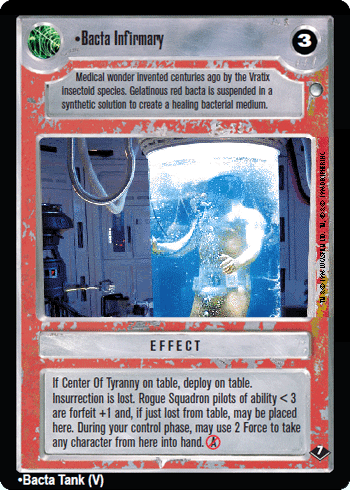 •Bacta Infirmary
3
Medical wonder invented centuries ago by the Vratix
insectoid species. Gelatinous red bacta is suspended in a
synthetic solution to create a healing bacterial medium.
EFFECT
If Center Of Tyranny on table, deploy on table.
Insurrection is lost. Rogue Squadron pilots of ability < 3
are forfeit +1 and, if just lost from table, may be placed
here. During your control phase, may use 2 Force to take
any character from here into hand. A
7
•Bacta Tank (V)